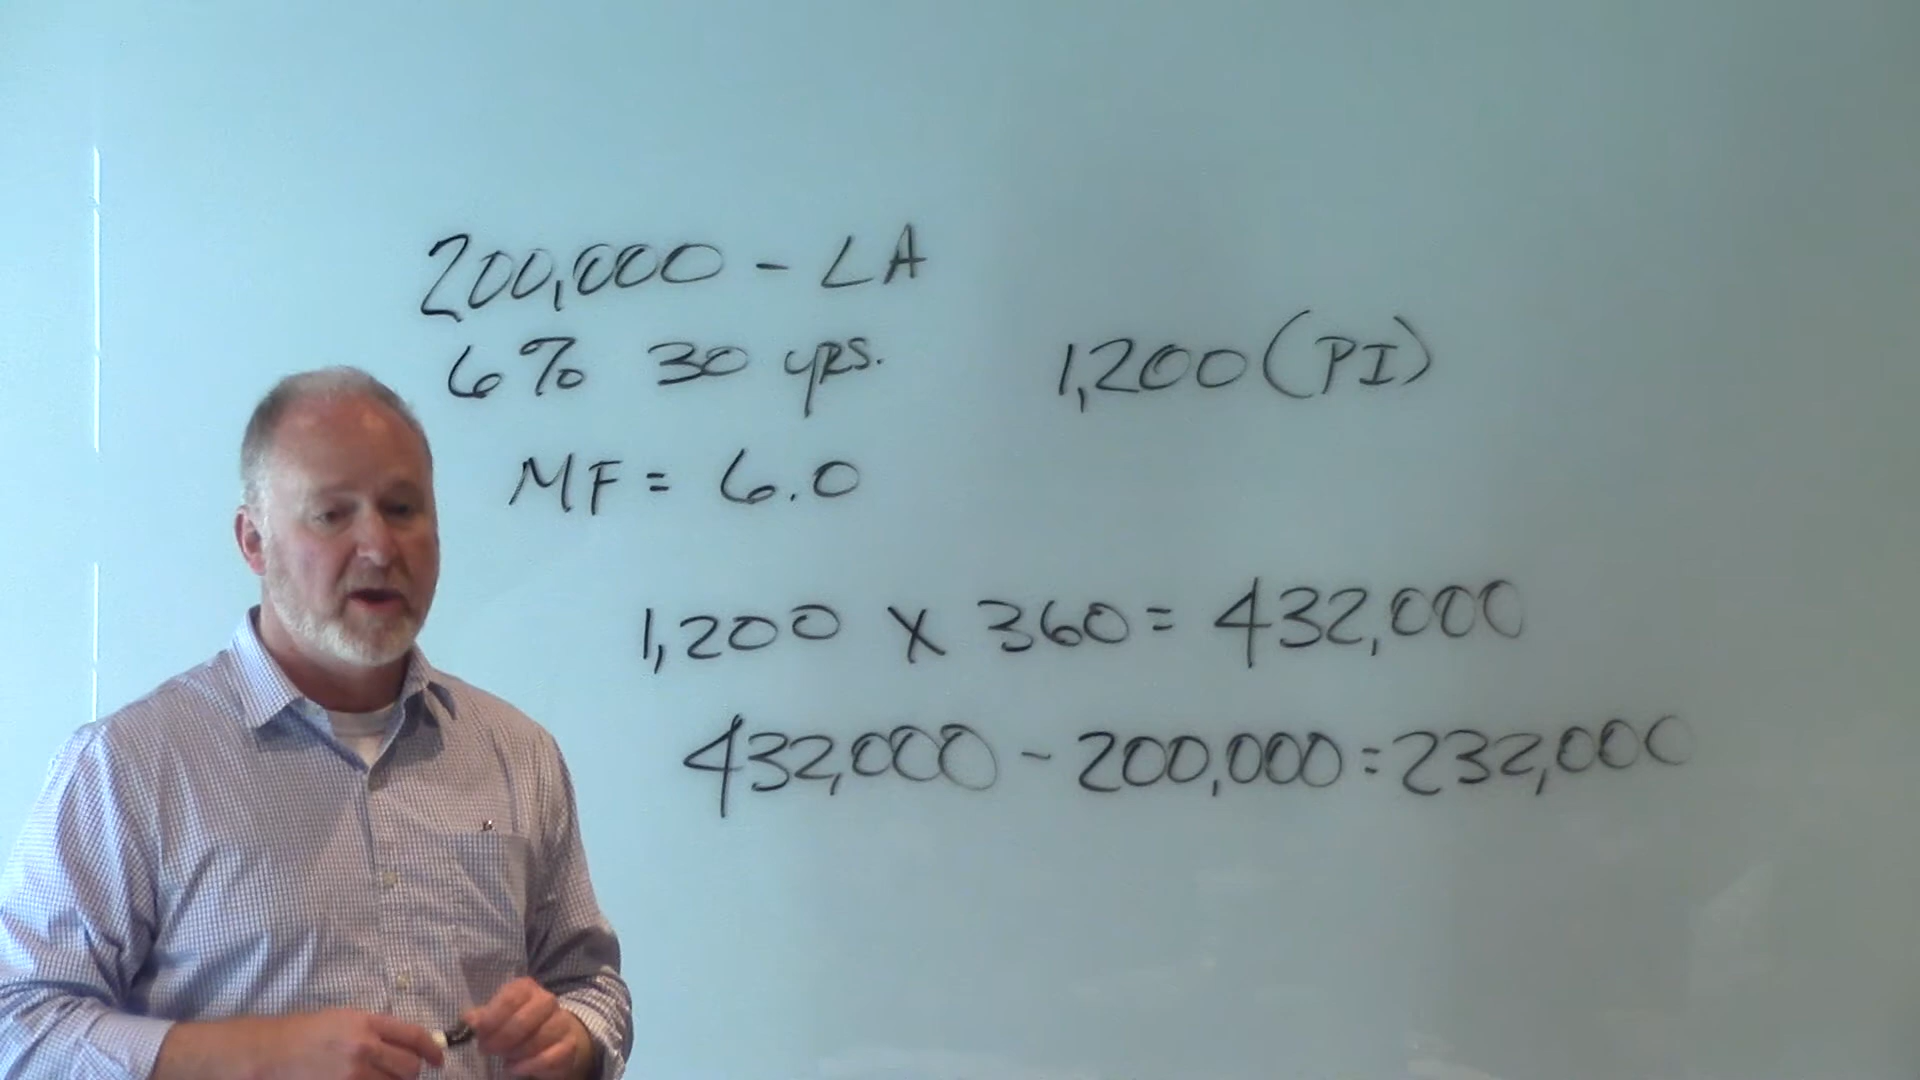 200,000 - LA
6% 30 yrs.
1,200 (PI)
MF = 6.0
1,200 x 360 = 432,000
432,000 - 200,000 = 232,000